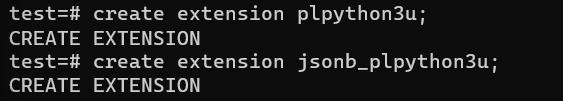 test=# create extension plpython3u;
CREATE EXTENSION
test=# create extension jsonb_plpython3u;
CREATE EXTENSION